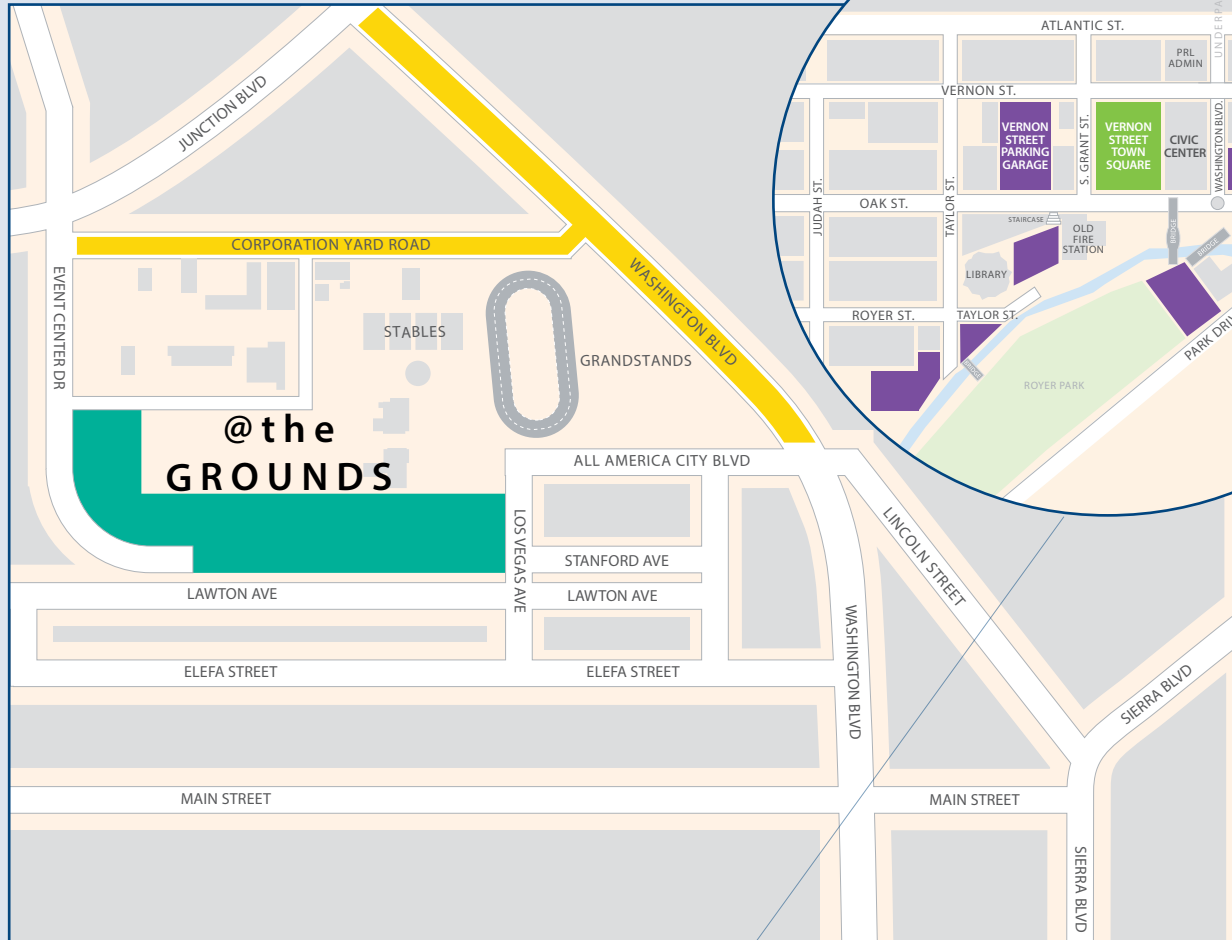 JUNCTION BLVD
CORPORATION YARD ROAD
EVENT CENTER DR
STABLES
GRANDSTANDS
WASHINGTON BLVD
@the
GROUNDS
ALL AMERICA CITY BLVD
LOS VEGAS AVE
STANFORD AVE
LAWTON AVE
LAWTON AVE
ELEFA STREET
ELEFA STREET
LINCOLN STREET
WASHINGTON BLVD
SIERRA BLVD
MAIN STREET
MAIN STREET
SIERRA BLVD
ATLANTIC ST.
UNDERPA
PRL
ADMIN
VERNON ST.
VERNON
STREET
PARKING
GARAGE
S. GRANT ST.
VERNON
STREET
TOWN
SQUARE
CIVIC
CENTER
WASHINGTON BLVD.
JUDAH ST.
OAK ST.
TAYLOR ST.
STAIRCASE
OLD
FIRE
STATION
BRIDGE
BRIDGE
LIBRARY
ROYER ST.
TAYLOR ST.
BRIDGE
ROYER PARK
PARK DRIV